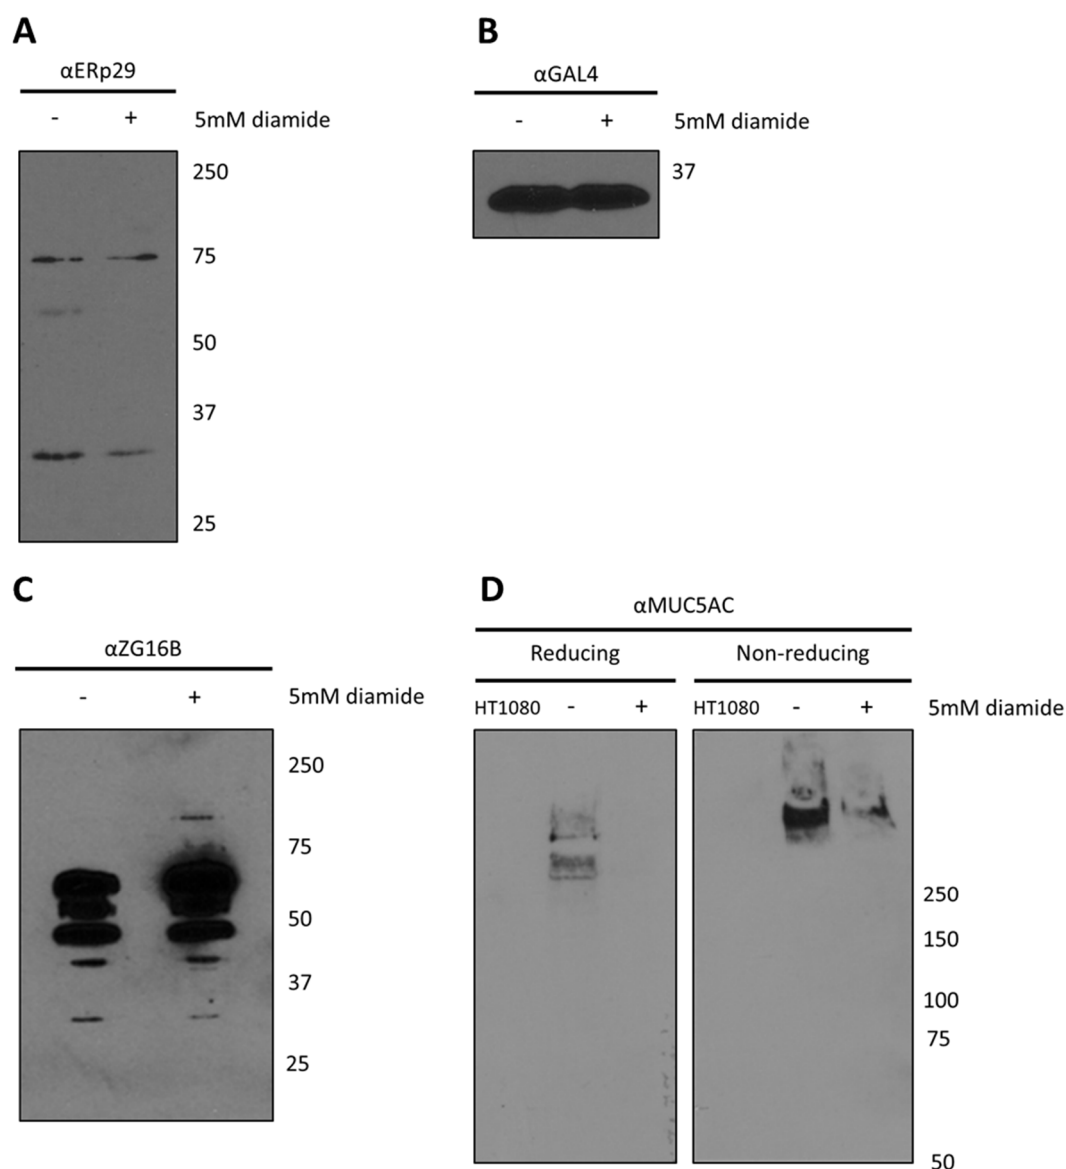 A
αERp29
- + 5mM diamide
250
75
50
37
25
B
αGAL4
- + 5mM diamide
37
C
αZG16B
- + 5mM diamide
250
75
50
37
25
D
αMUC5AC
Reducing Non-reducing
HT1080 - + HT1080 - + 5mM diamide
250
150
100
75
50